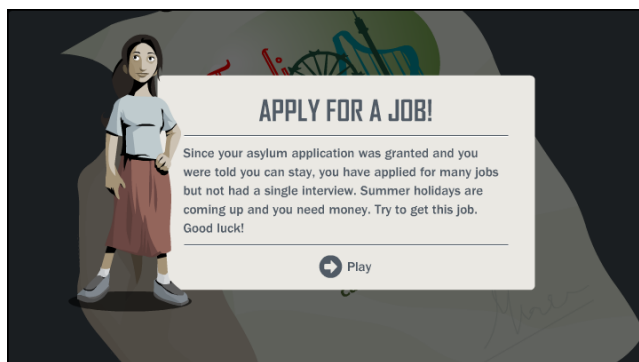 APPLY FOR A JOB!
Since your asylum application was granted and you
were told you can stay, you have applied for many jobs
but not had a single interview. Summer holidays are
coming up and you need money. Try to get this job.
Good luck!
Play